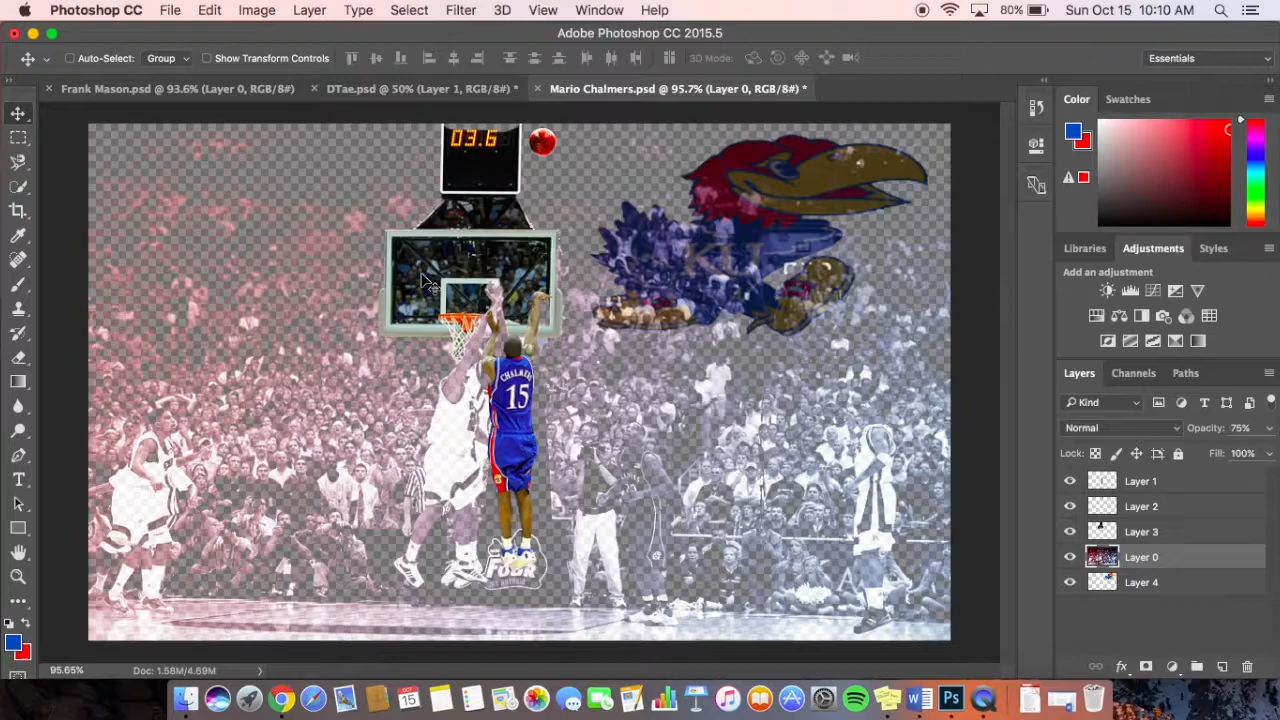 Photoshop CC File Edit Image Layer Type Select Filter 3D View Window Help 80% Sun Oct 15 10:10 AM
Adobe Photoshop CC 2015.5
Auto-Select: Group Show Transform Controls 3D Mode: Essentials
Frank Mason.psd @ 93.6% (Layer 0, RGB/8#) DTae.psd @ 50% (Layer 1, RGB/8#) * Mario Chalmers.psd @ 95.7% (Layer 0, RGB/8#) *
Color Swatches
03.6
KU
CHALMERS
15
FOUR
Libraries Adjustments Styles
Add an adjustment
Layers Channels Paths
Kind
Normal Opacity: 75%
Lock: Fill: 100%
Layer 1
Layer 2
Layer 3
Layer 0
Layer 4
95.65% Doc: 1.58M/4.69M
OCT
15
W Ps